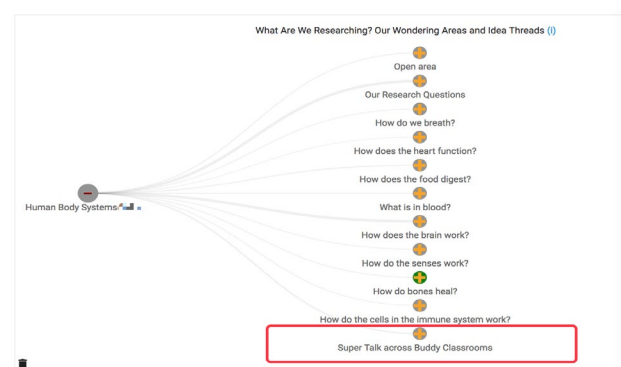 What Are We Researching? Our Wondering Areas and Idea Threads (i)
Open area
Our Research Questions
How do we breath?
How does the heart function?
How does the food digest?
Human Body Systems
What is in blood?
How does the brain work?
How do the senses work?
How do bones heal?
How do the cells in the immune system work?
Super Talk across Buddy Classrooms